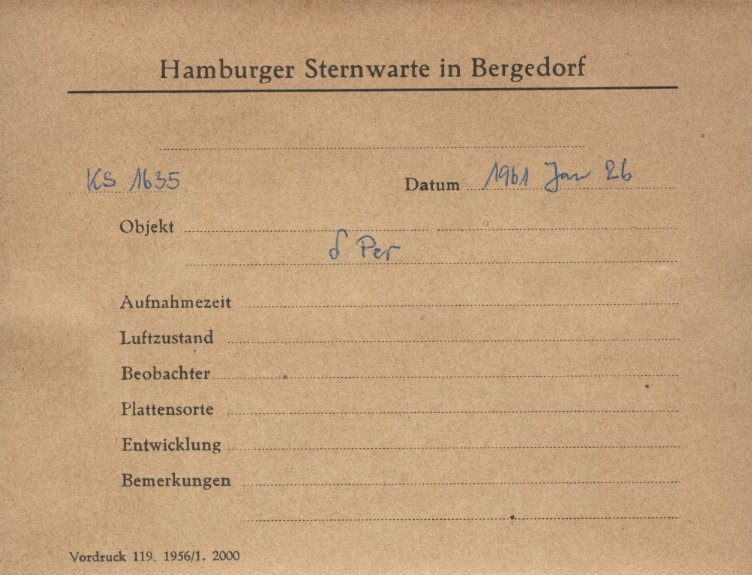 Hamburger Sternwarte in Bergedorf
KS 1635 Datum 1961 Jan 26
Objekt
δ Per
Aufnahmezeit
Luftzustand
Beobachter
Plattensorte
Entwicklung
Bemerkungen
Vordruck 119. 1956/1. 2000